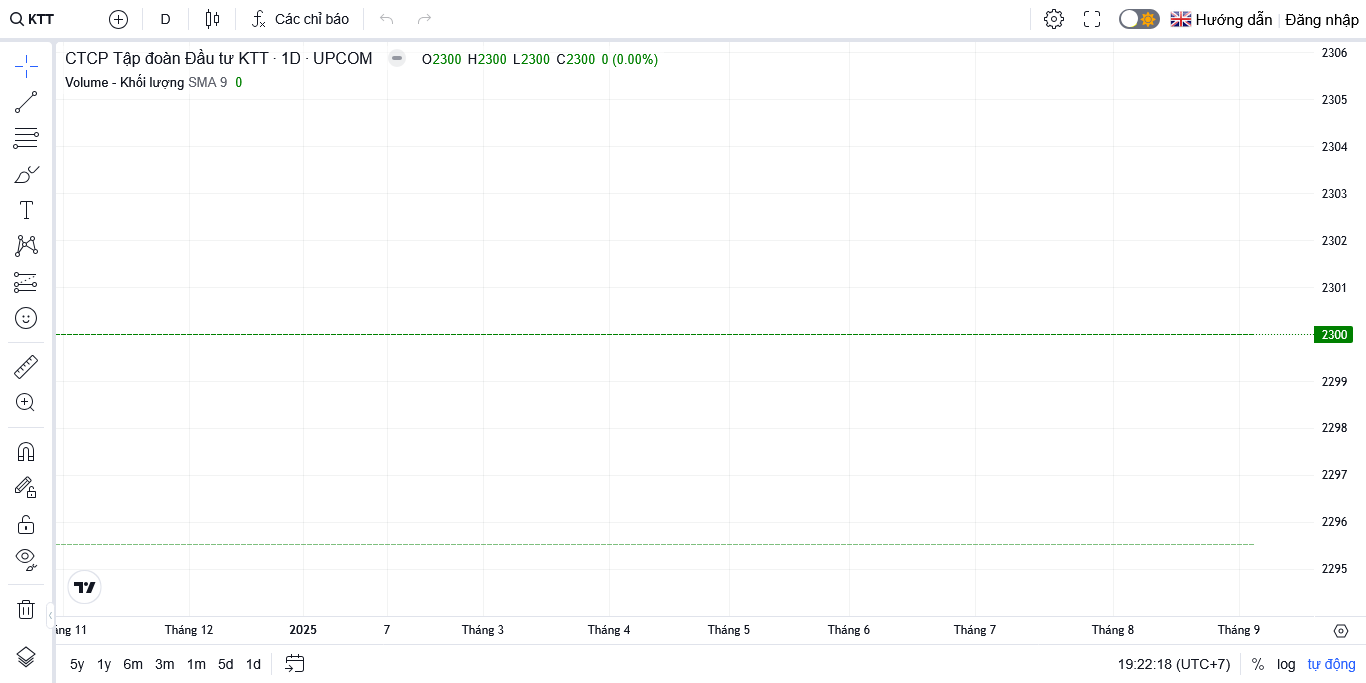 KTT D Các chỉ báo Hướng dẫn Đăng nhập
CTCP Tập đoàn Đầu tư KTT · 1D · UPCOM O2300 H2300 L2300 C2300 0 (0.00%)
Volume - Khối lượng SMA 9 0
2306
2305
2304
2303
2302
2301
2300
2299
2298
2297
2296
2295
áng 11 Tháng 12 2025 7 Tháng 3 Tháng 4 Tháng 5 Tháng 6 Tháng 7 Tháng 8 Tháng 9
5y 1y 6m 3m 1m 5d 1d 19:22:18 (UTC+7) % log tự động